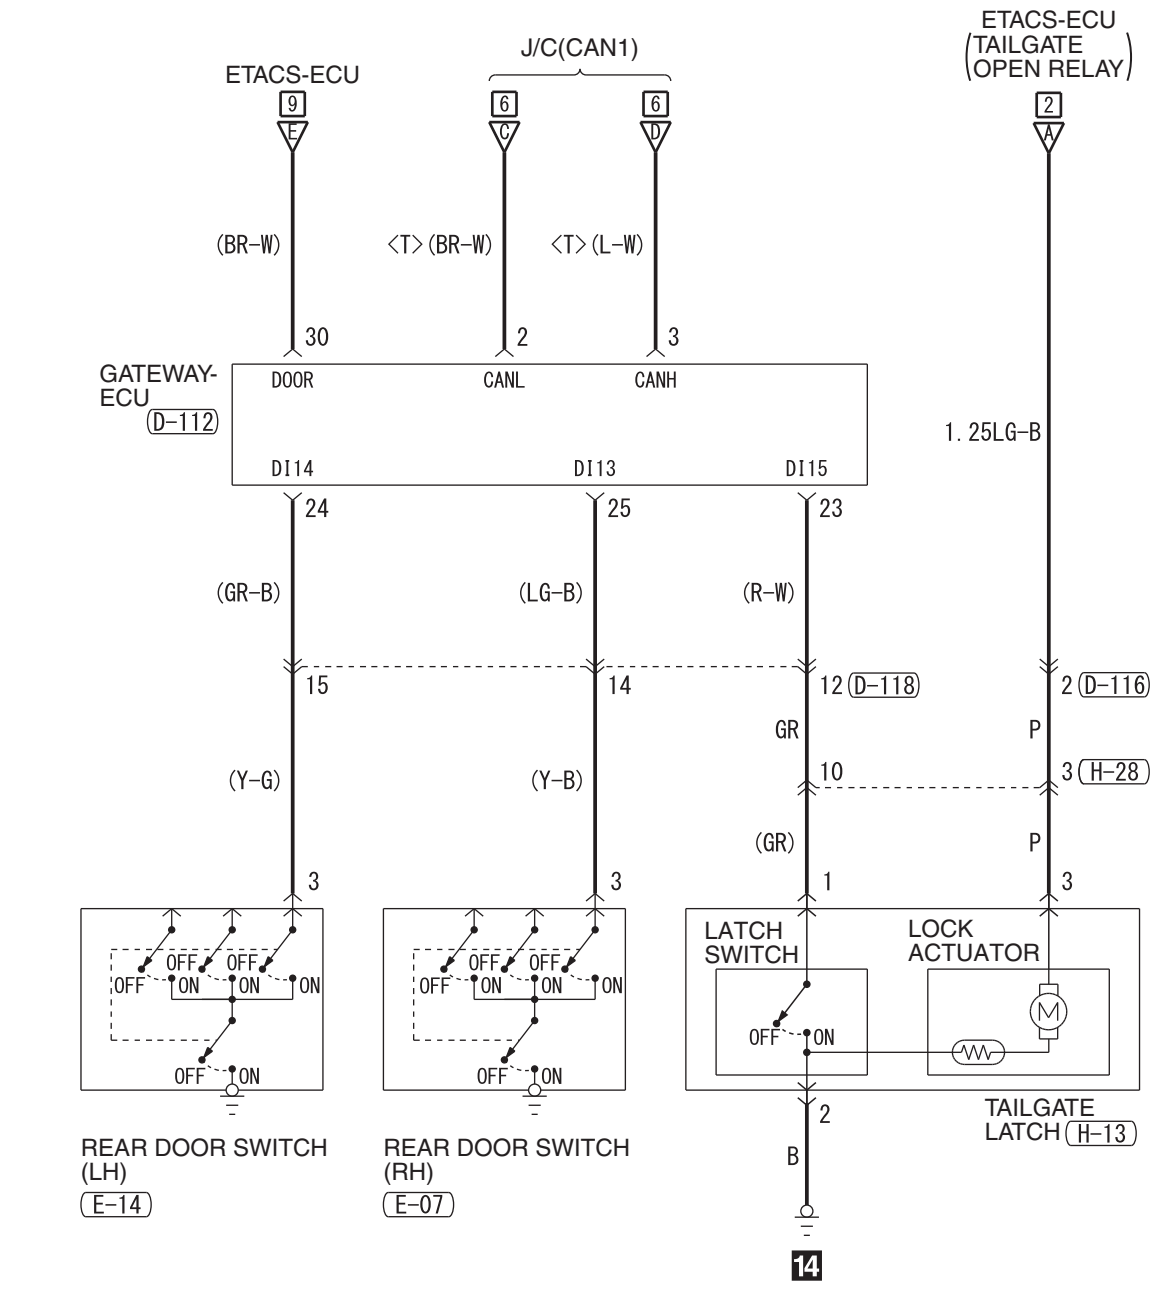 ETACS-ECU
(TAILGATE
OPEN RELAY)
J/C(CAN1)
ETACS-ECU
9
6
6
2
E
C
D
A
(BR-W)
<T>(BR-W)
<T>(L-W)
30
2
3
GATEWAY-
ECU
D-112
DOOR
CANL
CANH
1.25LG-B
DI14
DI13
DI15
24
25
23
(GR-B)
(LG-B)
(R-W)
15
14
12 D-118
2 D-116
GR
P
10
3 H-28
(Y-G)
(Y-B)
(GR)
P
3
3
1
3
LATCH
SWITCH
LOCK
ACTUATOR
OFF OFF OFF
ON ON ON
OFF ON
OFF OFF OFF
ON ON ON
OFF ON
OFF ON
M
2
TAILGATE
LATCH H-13
B
REAR DOOR SWITCH
(LH)
E-14
REAR DOOR SWITCH
(RH)
E-07
14